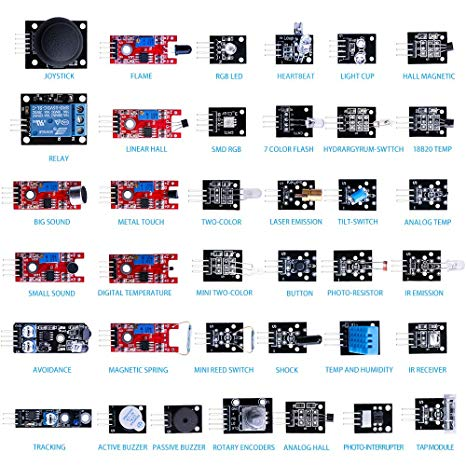 JOYSTICK
FLAME
RGB LED
HEARTBEAT
LIGHT CUP
HALL MAGNETIC
RELAY
LINEAR HALL
SMD RGB
7 COLOR FLASH
HYDRARGYRUM-SWTTCH
18B20 TEMP
BIG SOUND
METAL TOUCH
TWO-COLOR
LASER EMISSION
TILT-SWITCH
ANALOG TEMP
SMALL SOUND
DIGITAL TEMPERATURE
MINI TWO-COLOR
BUTTON
PHOTO-RESISTOR
IR EMISSION
AVOIDANCE
MAGNETIC SPRING
MINI REED SWITCH
SHOCK
TEMP AND HUMIDITY
IR RECEIVER
TRACKING
ACTIVE BUZZER
PASSIVE BUZZER
ROTARY ENCODERS
ANALOG HALL
PHOTO-INTERRUPTER
TAP MODULE